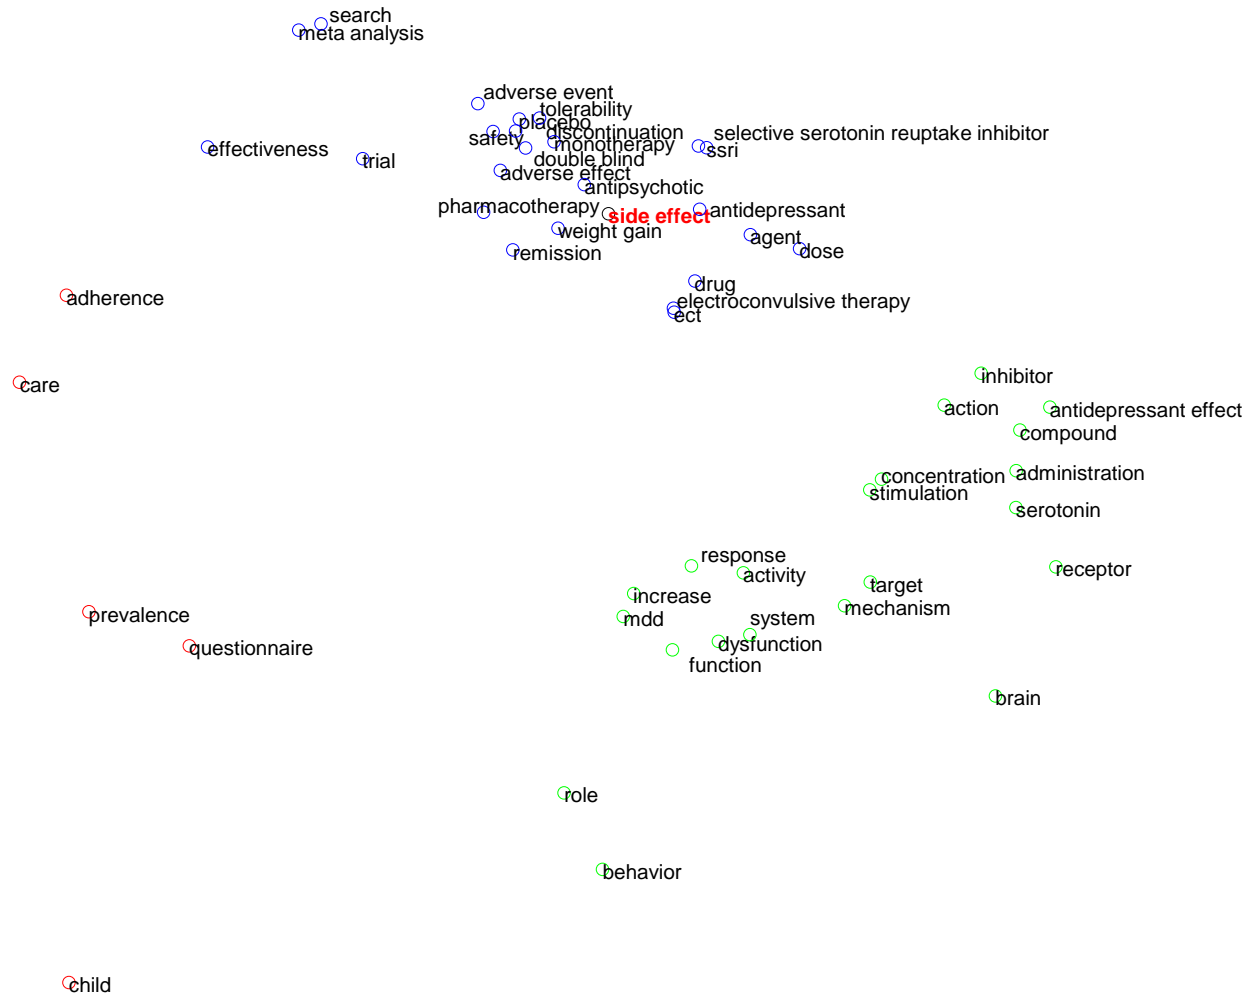 search
meta analysis
adverse event
tolerability
placebo
discontinuation
safety
monotherapy
selective serotonin reuptake inhibitor
ssri
effectiveness
trial
double blind
adverse effect
antipsychotic
pharmacotherapy
side effect
antidepressant
weight gain
agent
remission
dose
drug
adherence
electroconvulsive therapy
ect
inhibitor
care
action
antidepressant effect
compound
administration
concentration
stimulation
serotonin
response
receptor
activity
target
increase
mechanism
prevalence
mdd
system
questionnaire
dysfunction
function
brain
role
behavior
child